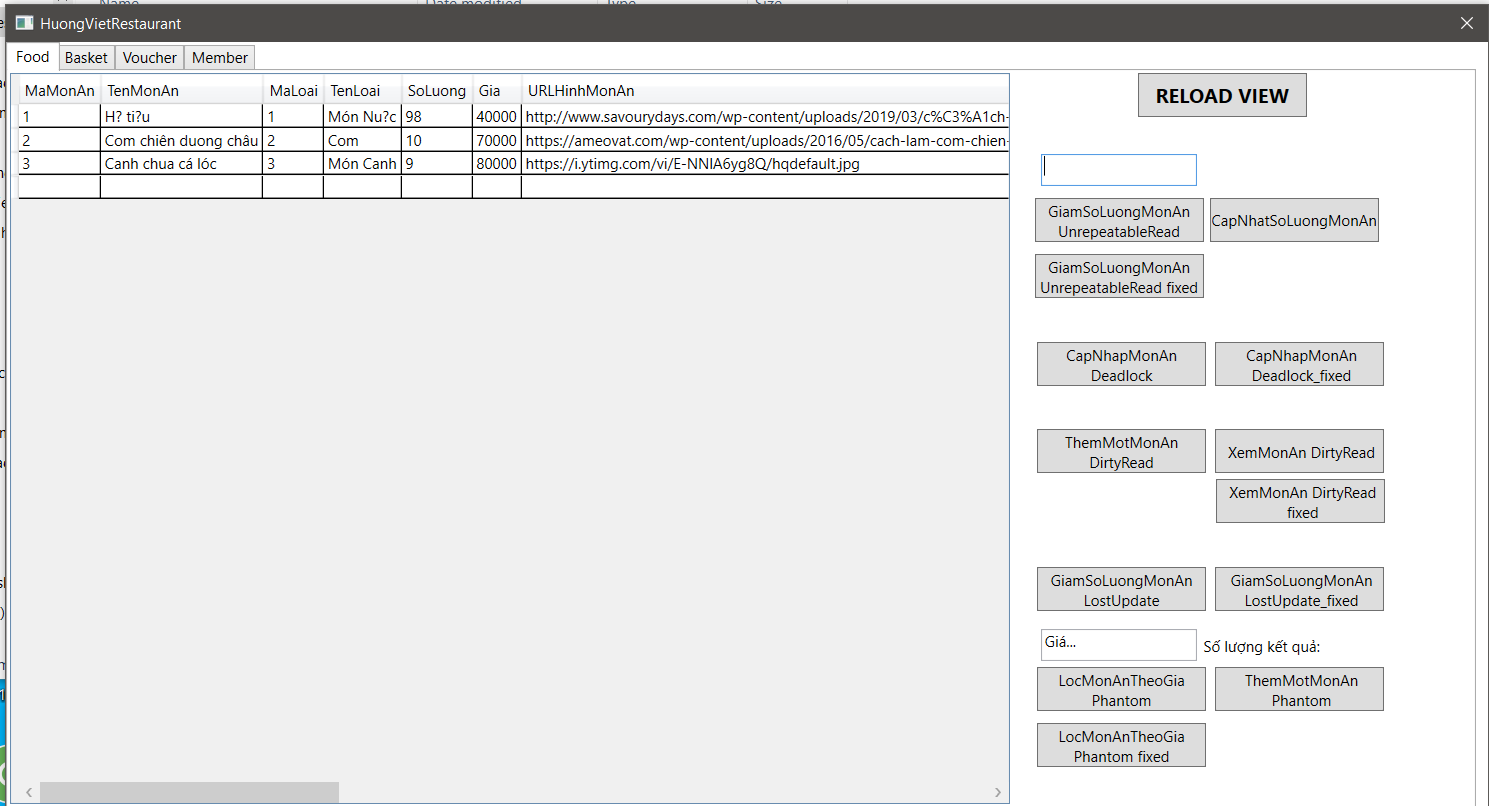 Name Date modified Type Size
HuongVietRestaurant
Food Basket Voucher Member
MaMonAn TenMonAn MaLoai TenLoai SoLuong Gia URLHinhMonAn
1 H? ti?u 1 Món Nu?c 98 40000 http://www.savourydays.com/wp-content/uploads/2019/03/c%C3%A1ch-
2 Com chiên duong châu 2 Com 10 70000 https://ameovat.com/wp-content/uploads/2016/05/cach-lam-com-chien-
3 Canh chua cá lóc 3 Món Canh 9 80000 https://i.ytimg.com/vi/E-NNIA6yg8Q/hqdefault.jpg
RELOAD VIEW
GiamSoLuongMonAn
UnrepeatableRead
CapNhatSoLuongMonAn
GiamSoLuongMonAn
UnrepeatableRead fixed
CapNhapMonAn
Deadlock
CapNhapMonAn
Deadlock_fixed
ThemMotMonAn
DirtyRead
XemMonAn DirtyRead
XemMonAn DirtyRead
fixed
GiamSoLuongMonAn
LostUpdate
GiamSoLuongMonAn
LostUpdate_fixed
Giá...
Số lượng kết quả:
LocMonAnTheoGia
Phantom
ThemMotMonAn
Phantom
LocMonAnTheoGia
Phantom fixed